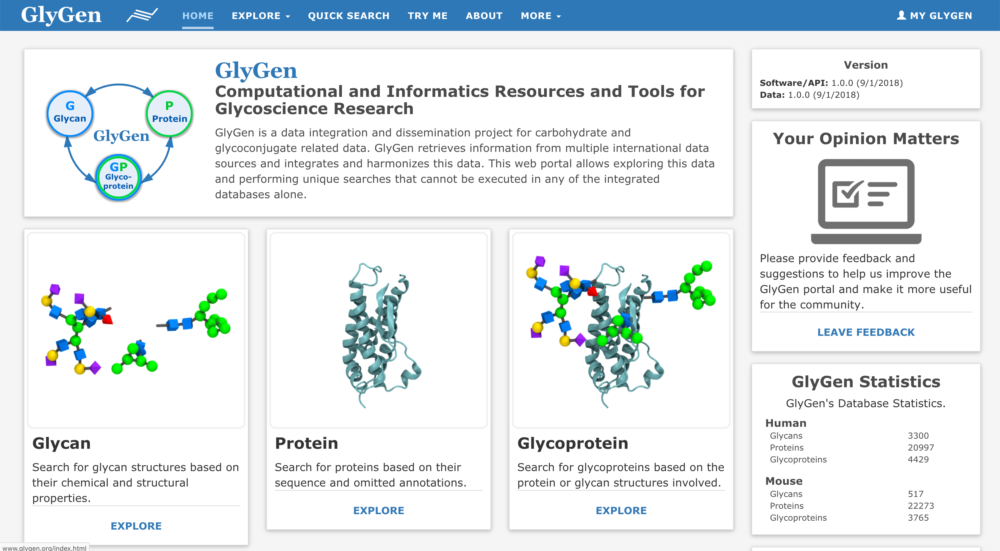 GlyGen
HOME
EXPLORE
QUICK SEARCH
TRY ME
ABOUT
MORE
MY GLYGEN
G
Glycan
P
Protein
GlyGen
GP
Glyco-
protein
GlyGen
Computational and Informatics Resources and Tools for
Glycoscience Research
GlyGen is a data integration and dissemination project for carbohydrate and
glycoconjugate related data. GlyGen retrieves information from multiple international data
sources and integrates and harmonizes this data. This web portal allows exploring this data
and performing unique searches that cannot be executed in any of the integrated
databases alone.
Glycan
Search for glycan structures based on
their chemical and structural
properties.
EXPLORE
Protein
Search for proteins based on their
sequence and omitted annotations.
EXPLORE
Glycoprotein
Search for glycoproteins based on the
protein or glycan structures involved.
EXPLORE
Version
Software/API: 1.0.0 (9/1/2018)
Data: 1.0.0 (9/1/2018)
Your Opinion Matters
Please provide feedback and
suggestions to help us improve the
GlyGen portal and make it more useful
for the community.
LEAVE FEEDBACK
GlyGen Statistics
GlyGen's Database Statistics.
Human
Glycans 3300
Proteins 20997
Glycoproteins 4429
Mouse
Glycans 517
Proteins 22273
Glycoproteins 3765
www.glygen.org/index.html